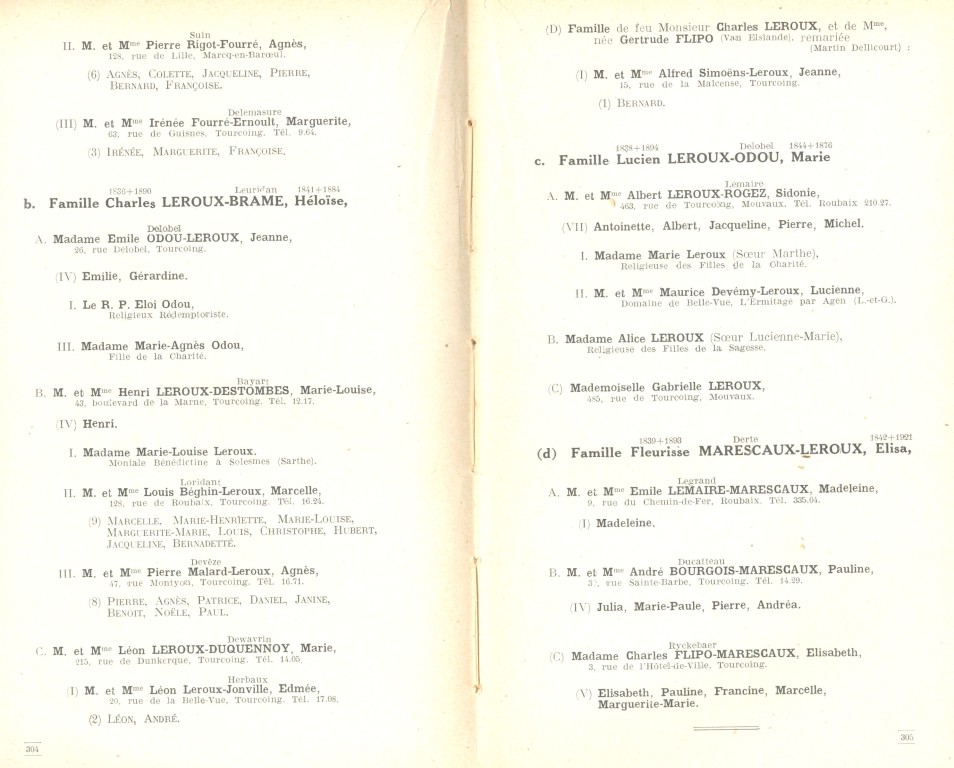 Suin
II. M. et Mme Pierre Rigot-Fourré, Agnès,
128, rue de Lille, Marcq-en-Barœul.
(6) AGNÈS, COLETTE, JACQUELINE, PIERRE,
BERNARD, FRANÇOISE.
Delemasure
(III) M. et Mme Irénée Fourré-Ernoult, Marguerite,
63, rue de Guisnes, Tourcoing. Tél. 9.64.
(3) IRÉNÉE, MARGUERITE, FRANÇOISE.
1836+1890 Leuridan 1841+1884
b. Famille Charles LEROUX-BRAME, Héloïse,
Delobel
A. Madame Emile ODOU-LEROUX, Jeanne,
26, rue Delobel, Tourcoing.
(IV) Emilie, Gérardine.
I. Le R. P. Eloi Odou,
Religieux Rédemptoriste.
III. Madame Marie-Agnès Odou,
Fille de la Charité.
Bayart
B. M. et Mme Henri LEROUX-DESTOMBES, Marie-Louise,
43, boulevard de la Marne, Tourcoing. Tél. 12.17.
(IV) Henri.
I. Madame Marie-Louise Leroux.
Moniale Bénédictine à Solesmes (Sarthe).
Loridant
II. M. et Mme Louis Béghin-Leroux, Marcelle,
128, rue de Roubaix, Tourcoing. Tél. 16.24.
(9) MARCELLE, MARIE-HENRIETTE, MARIE-LOUISE,
MARGUERITE-MARIE, LOUIS, CHRISTOPHE, HUBERT,
JACQUELINE, BERNADETTÉ.
Devèze
III. M. et Mme Pierre Malard-Leroux, Agnès,
47, rue Montyon, Tourcoing. Tél. 16.71.
(8) PIERRE, AGNÈS, PATRICE, DANIEL, JANINE,
BENOIT, NOËLE, PAUL.
Dewavrin
C. M. et Mme Léon LEROUX-DUQUENNOY, Marie,
215, rue de Dunkerque, Tourcoing. Tél. 14.05.
Herbaux
(I) M. et Mme Léon Leroux-Jonville, Edmée,
20, rue de la Belle-Vue, Tourcoing. Tél. 17.08.
(2) LÉON, ANDRÉ.
304
(D) Famille de feu Monsieur Charles LEROUX, et de Mme,
née Gertrude FLIPO (Van Elslande), remariée
(Martin Dellicourt) :
(I) M. et Mme Alfred Simoëns-Leroux, Jeanne,
15, rue de la Malcense, Tourcoing.
(1) BERNARD.
1838+1894 Delobel 1844+1876
c. Famille Lucien LEROUX-ODOU, Marie
Lemaire
A. M. et Mme Albert LEROUX-ROGEZ, Sidonie,
463, rue de Tourcoing, Mouvaux. Tél. Roubaix 210.27.
(VII) Antoinette, Albert, Jacqueline, Pierre, Michel.
I. Madame Marie Leroux (Sœur Marthe),
Religieuse des Filles de la Charité.
II. M. et Mme Maurice Devémy-Leroux, Lucienne,
Domaine de Belle-Vue, L'Ermitage par Agen (L.-et-G.).
B. Madame Alice LEROUX (Sœur Lucienne-Marie),
Religieuse des Filles de la Sagesse.
(C) Mademoiselle Gabrielle LEROUX,
485, rue de Tourcoing, Mouvaux.
1839+1893 Derte 1842+1921
(d) Famille Fleurisse MARESCAUX-LEROUX, Elisa,
Legrand
A. M. et Mme Emile LEMAIRE-MARESCAUX, Madeleine,
9, rue du Chemin-de-Fer, Roubaix. Tél. 335.04.
(I) Madeleine.
Ducatteau
B. M. et Mme André BOURGOIS-MARESCAUX, Pauline,
rue Sainte-Barbe, Tourcoing. Tél. 14.29.
(IV) Julia, Marie-Paule, Pierre, Andréa.
Ryckebaer
(C) Madame Charles FLIPO-MARESCAUX, Elisabeth,
3, rue de l'Hôtel-de-Ville, Tourcoing.
(V) Elisabeth, Pauline, Francine, Marcelle,
Marguerite-Marie.
305